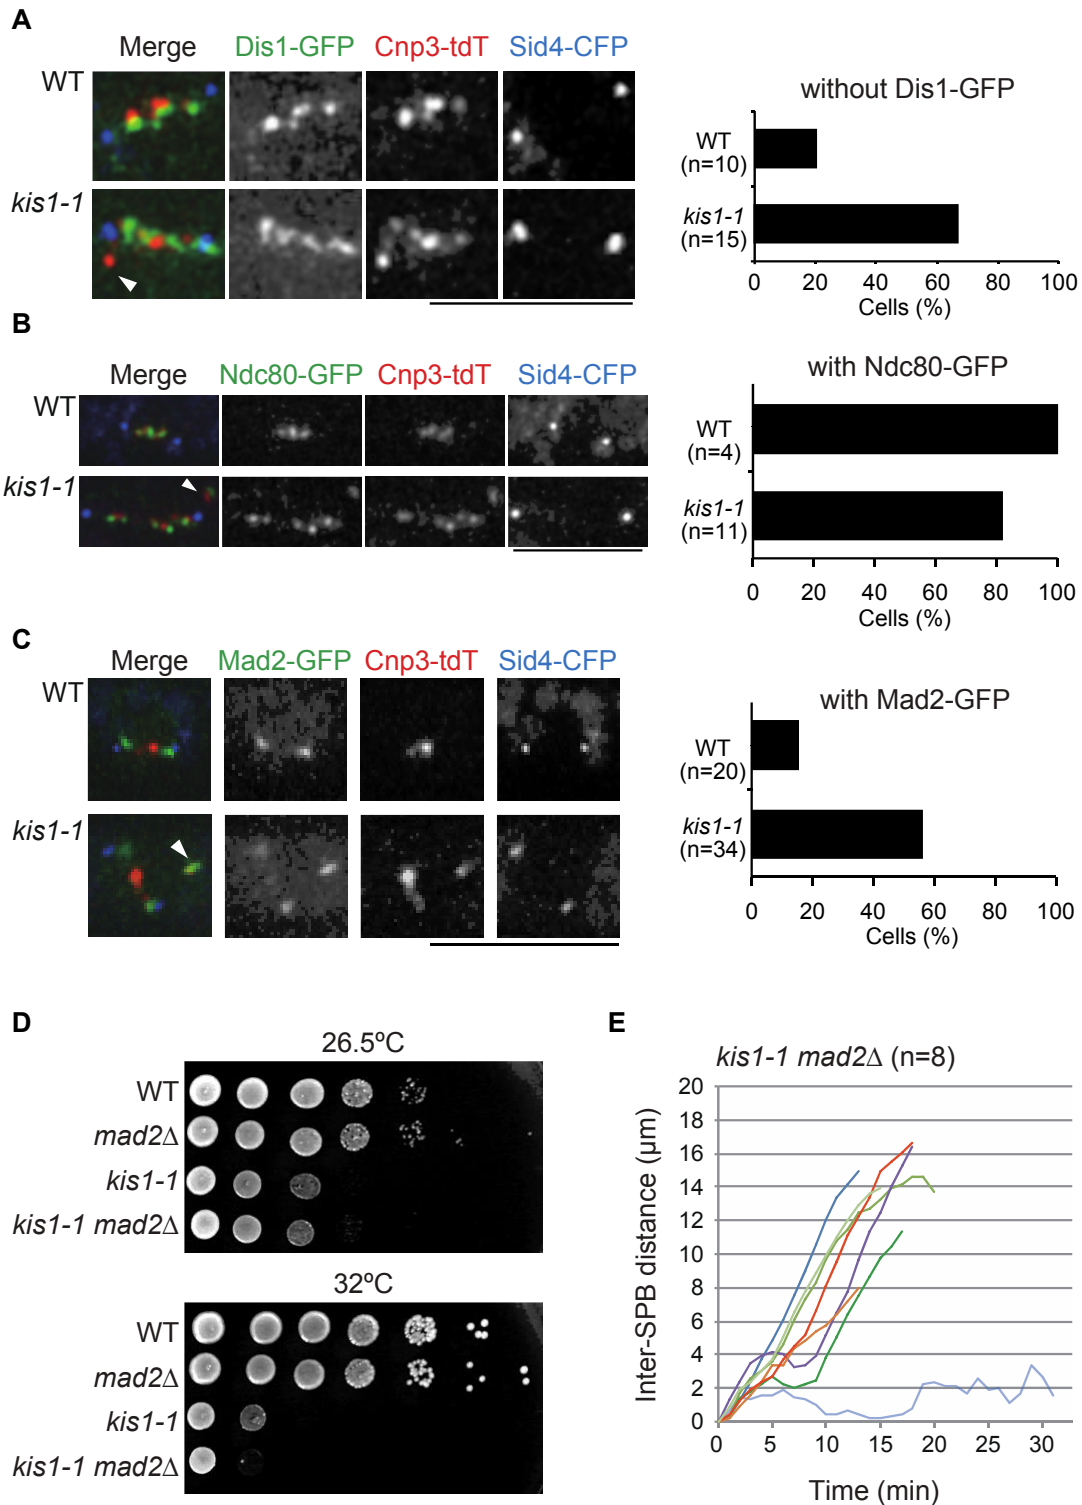 A
Merge Dis1-GFP Cnp3-tdT Sid4-CFP
WT
kis1-1
without Dis1-GFP
WT
(n=10)
kis1-1
(n=15)
0 20 40 60 80 100
Cells (%)
B
Merge Ndc80-GFP Cnp3-tdT Sid4-CFP
WT
kis1-1
with Ndc80-GFP
WT
(n=4)
kis1-1
(n=11)
0 20 40 60 80 100
Cells (%)
C
Merge Mad2-GFP Cnp3-tdT Sid4-CFP
WT
kis1-1
with Mad2-GFP
WT
(n=20)
kis1-1
(n=34)
0 20 40 60 80 100
Cells (%)
D
26.5ºC
WT
mad2Δ
kis1-1
kis1-1 mad2Δ
32ºC
WT
mad2Δ
kis1-1
kis1-1 mad2Δ
E
kis1-1 mad2Δ (n=8)
Inter-SPB distance (µm)
20
18
16
14
12
10
8
6
4
2
0
0 5 10 15 20 25 30
Time (min)